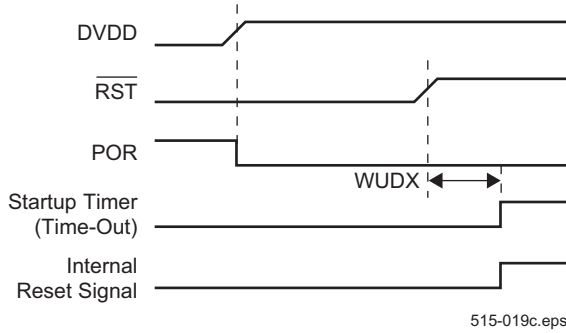 DVDD
RST
POR
WUDX
Startup Timer
(Time-Out)
Internal
Reset Signal
515-019c.eps